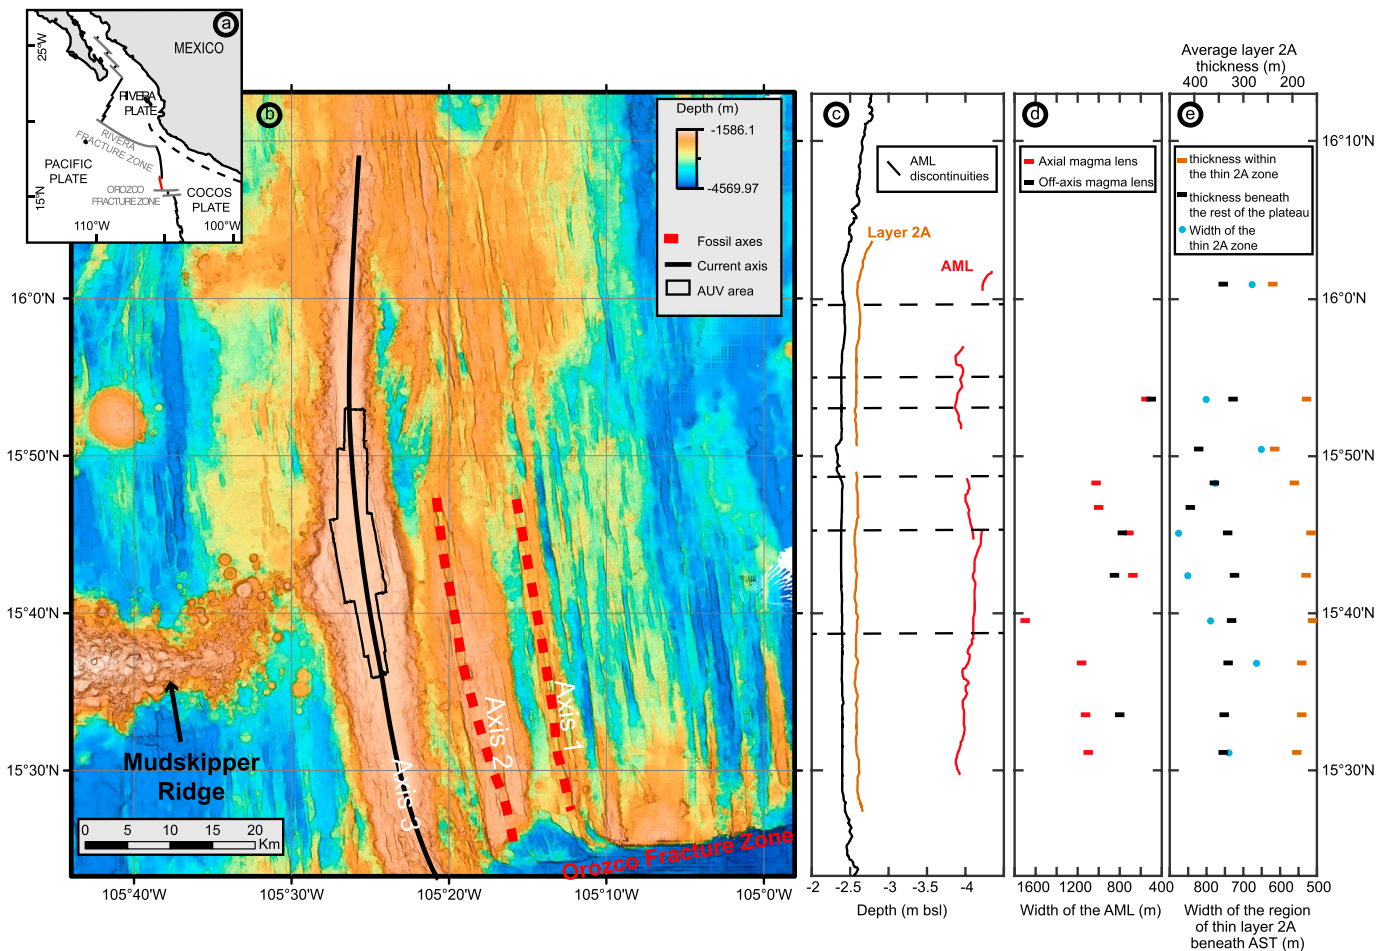 a
MEXICO
25°W
RIVERA
PLATE
RIVERA
FRACTURE ZONE
PACIFIC
PLATE
OROZCO
FRACTURE ZONE
COCOS
PLATE
15°N
110°W
100°W
b
Depth (m)
-1586.1
-4569.97
Fossil axes
Current axis
AUV area
16°0'N
15°50'N
15°40'N
15°30'N
Mudskipper
Ridge
Axis 3
Axis 2
Axis 1
Orozco Fracture Zone
0 5 10 15 20
Km
105°40'W 105°30'W 105°20'W 105°10'W 105°0'W
c
AML
discontinuities
Layer 2A
AML
-2 -2.5 -3 -3.5 -4
Depth (m bsl)
d
Axial magma lens
Off-axis magma lens
1600 1200 800 400
Width of the AML (m)
Average layer 2A
thickness (m)
400 300 200
e
thickness within
the thin 2A zone
thickness beneath
the rest of the plateau
Width of the
thin 2A zone
16°10'N
16°0'N
15°50'N
15°40'N
15°30'N
800 700 600 500
Width of the region
of thin layer 2A
beneath AST (m)